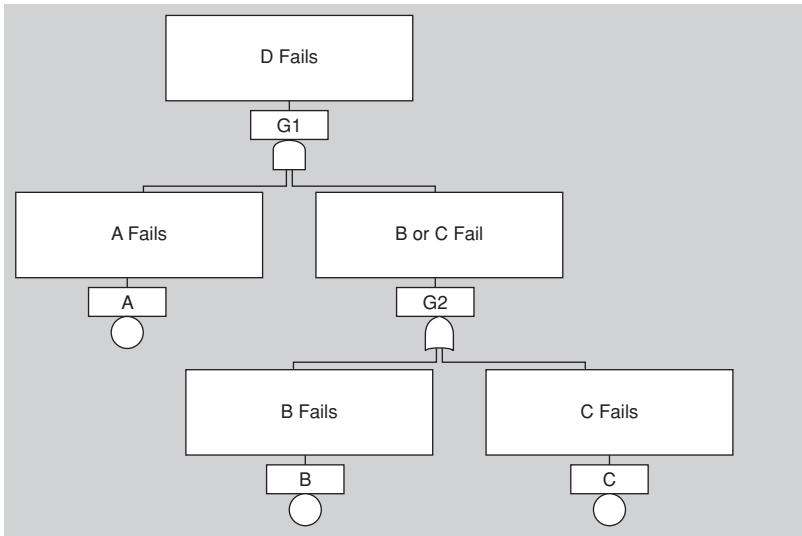 D Fails
G1
A Fails
B or C Fail
A
G2
B Fails
C Fails
B
C